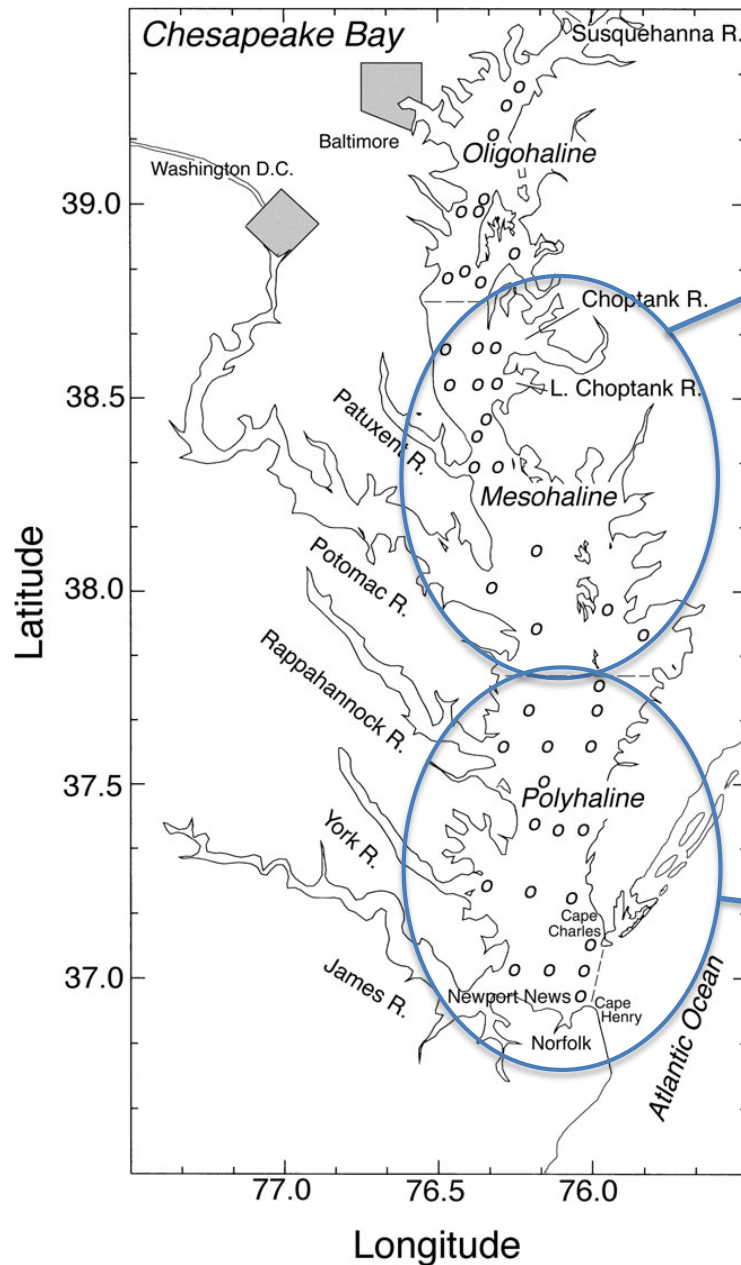 Chesapeake Bay
Susquehanna R.
Baltimore
Oligohaline
Washington D.C.
39.0
Choptank R.
38.5
L. Choptank R.
Patuxent R.
Mesohaline
Potomac R.
38.0
Latitude
Rappahannock R.
37.5
Polyhaline
York R.
Cape
Charles
37.0
James R.
Newport News
Cape
Henry
Norfolk
Atlantic Ocean
77.0
76.5
76.0
Longitude